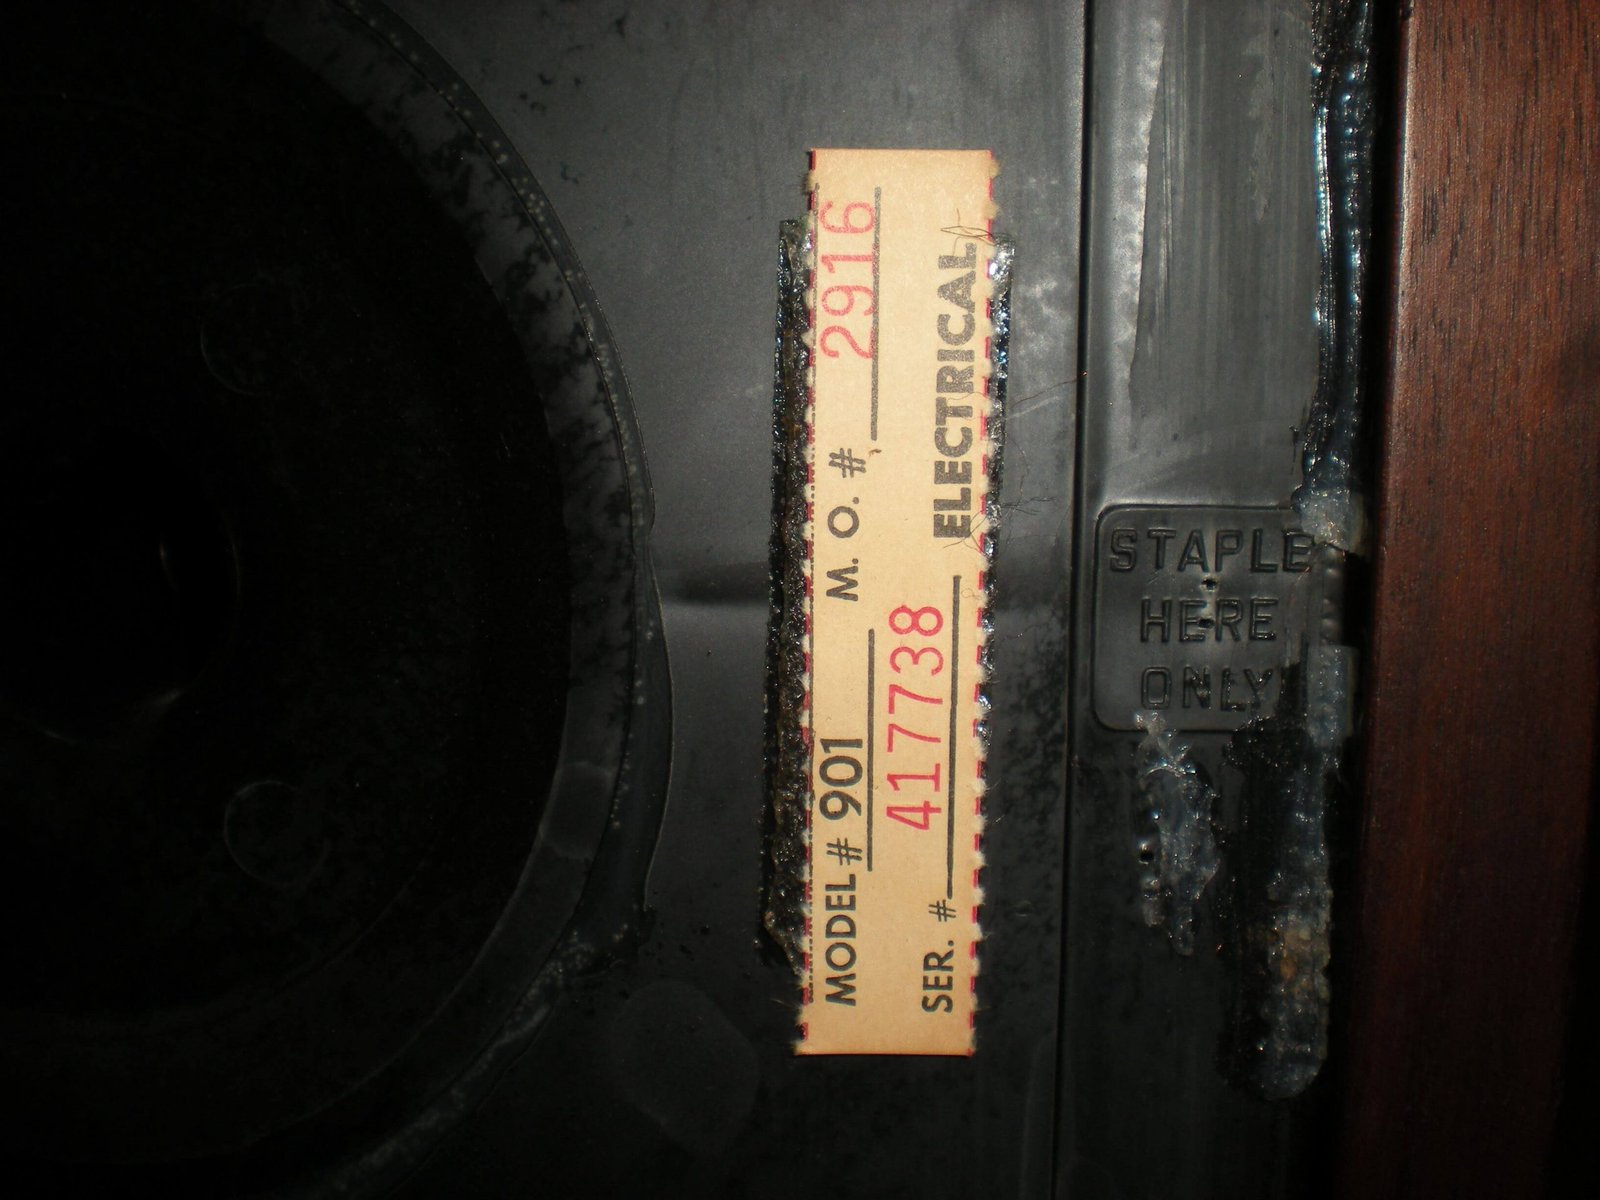 MODEL # 901 M. O. # 2916
SER. # 417738 ELECTRICAL
STAPLE
HERE
ONLY